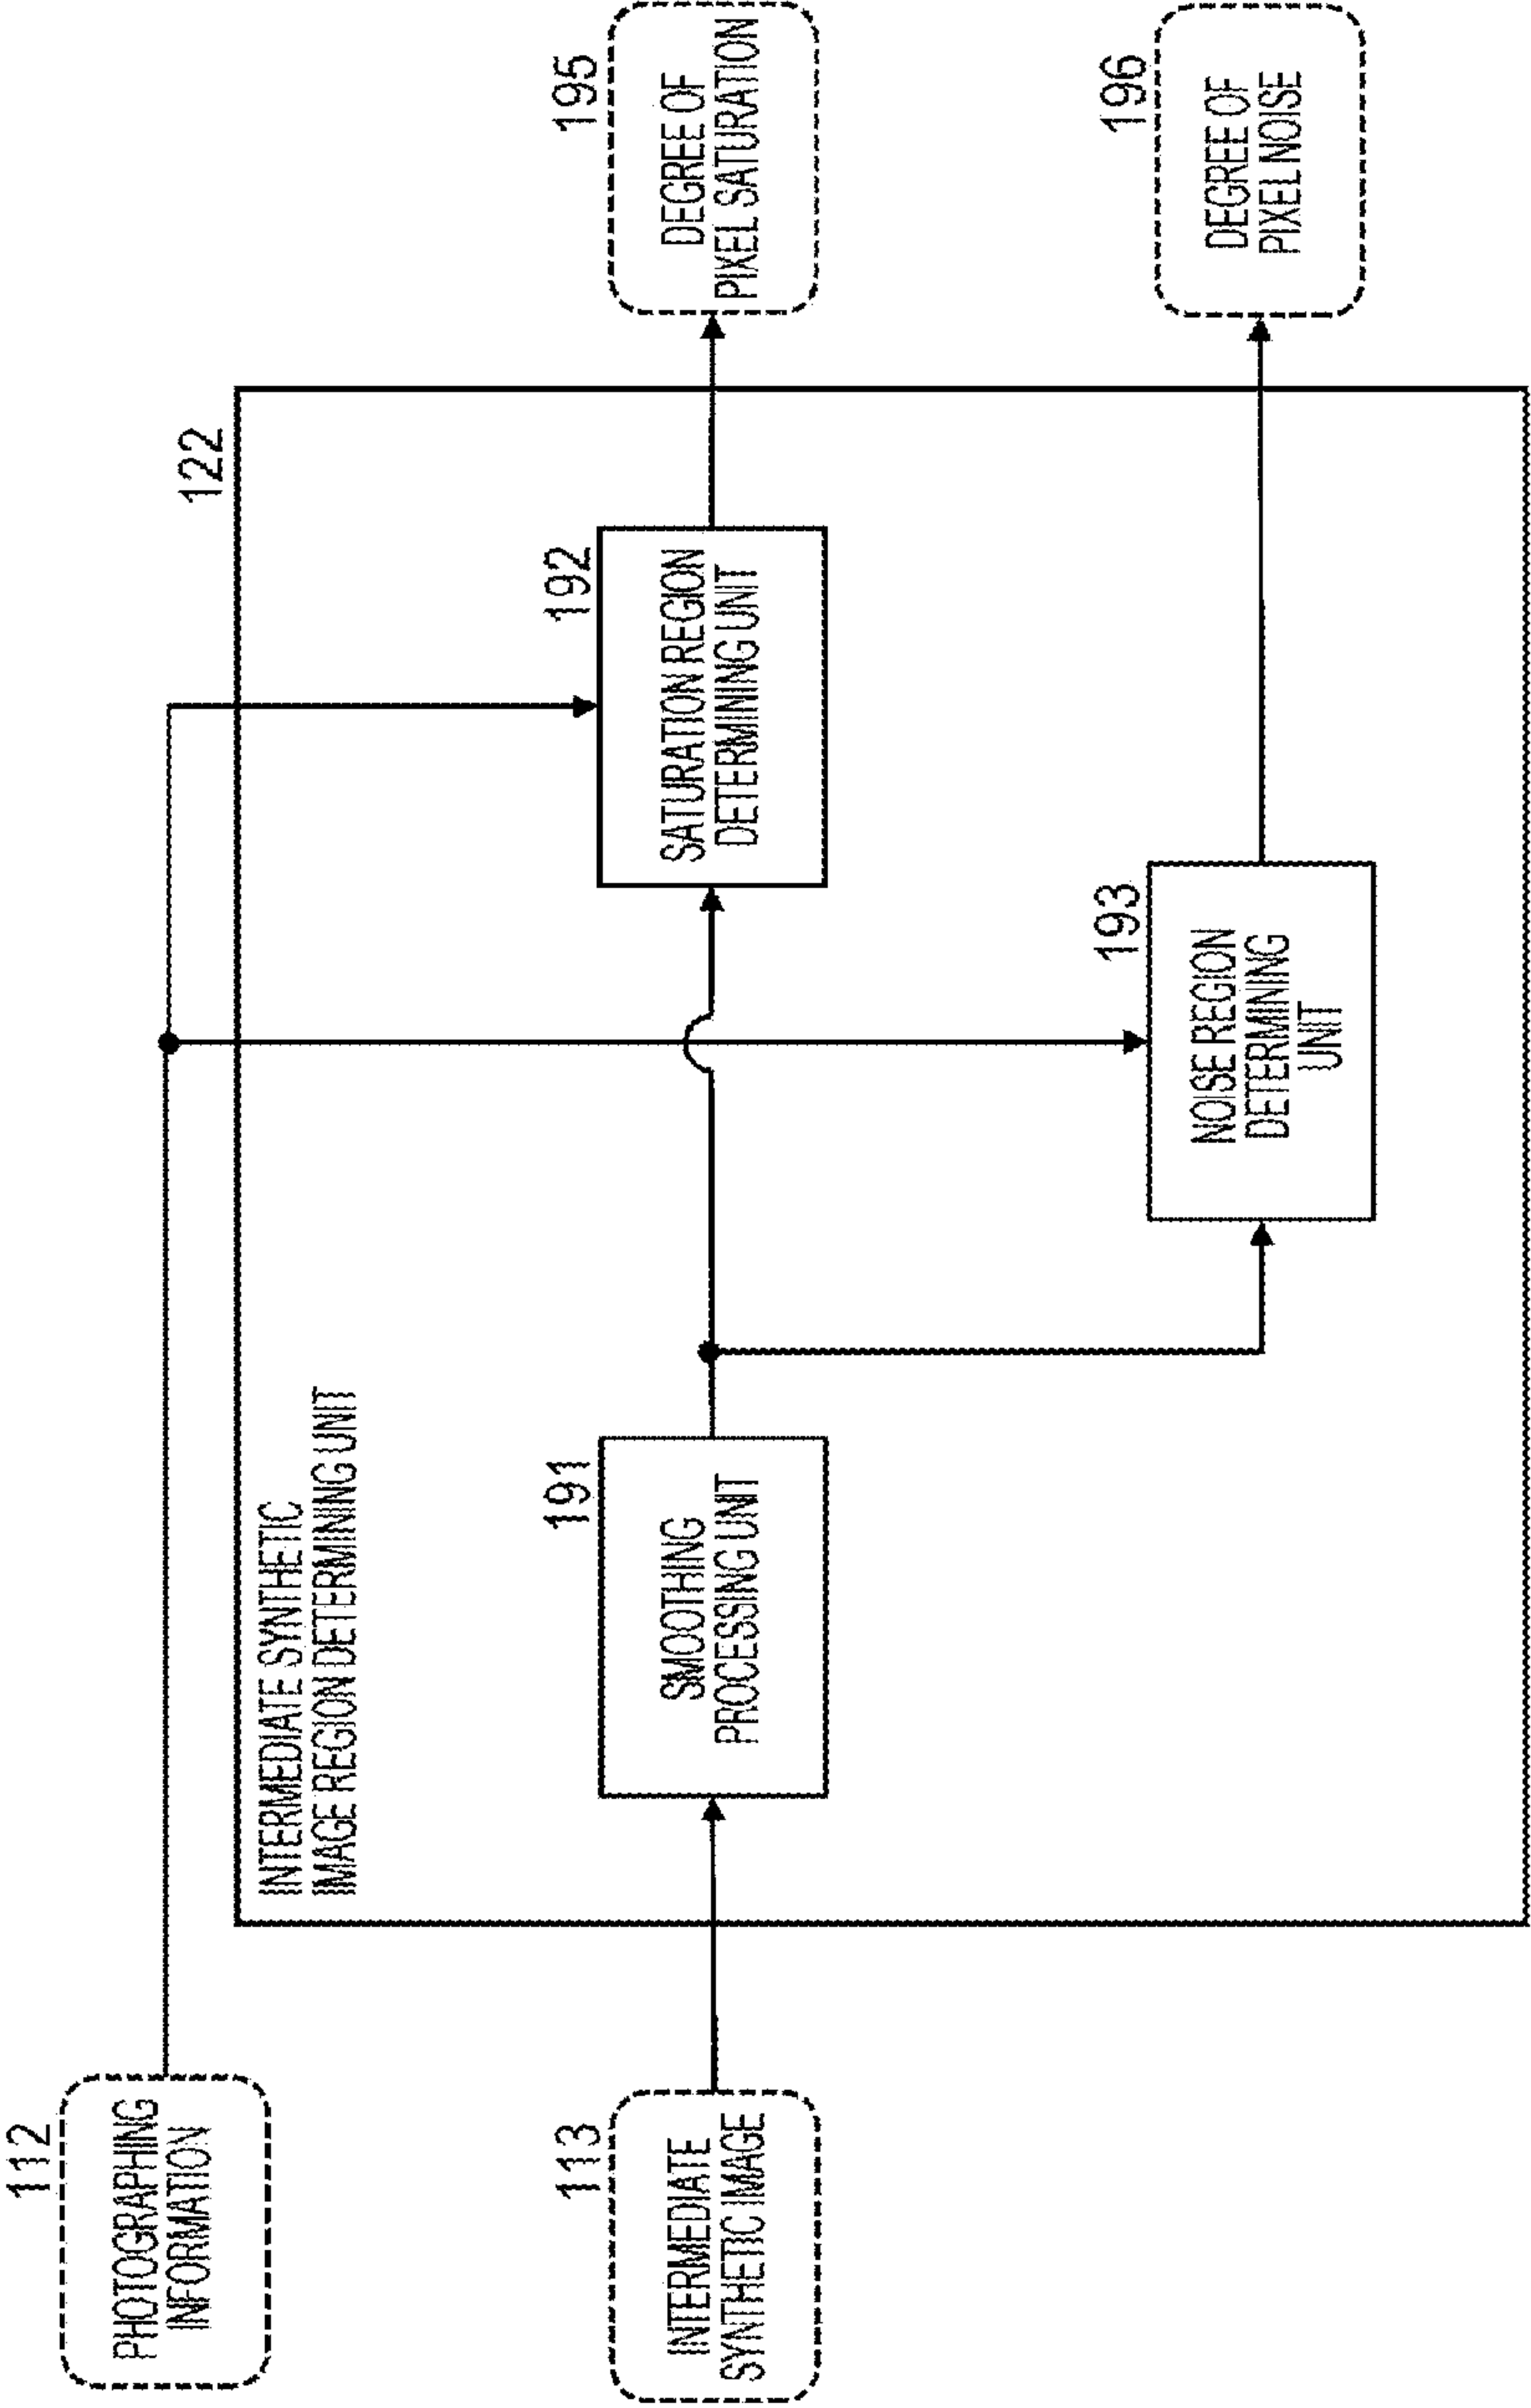 112
PHOTOGRAPHING
INFORMATION
122
INTERMEDIATE SYNTHETIC
IMAGE REGION DETERMINING UNIT
113
INTERMEDIATE
SYNTHETIC IMAGE
191
SMOOTHING
PROCESSING UNIT
192
SATURATION REGION
DETERMINING UNIT
195
DEGREE OF
PIXEL SATURATION
193
NOISE REGION
DETERMINING
UNIT
196
DEGREE OF
PIXEL NOISE